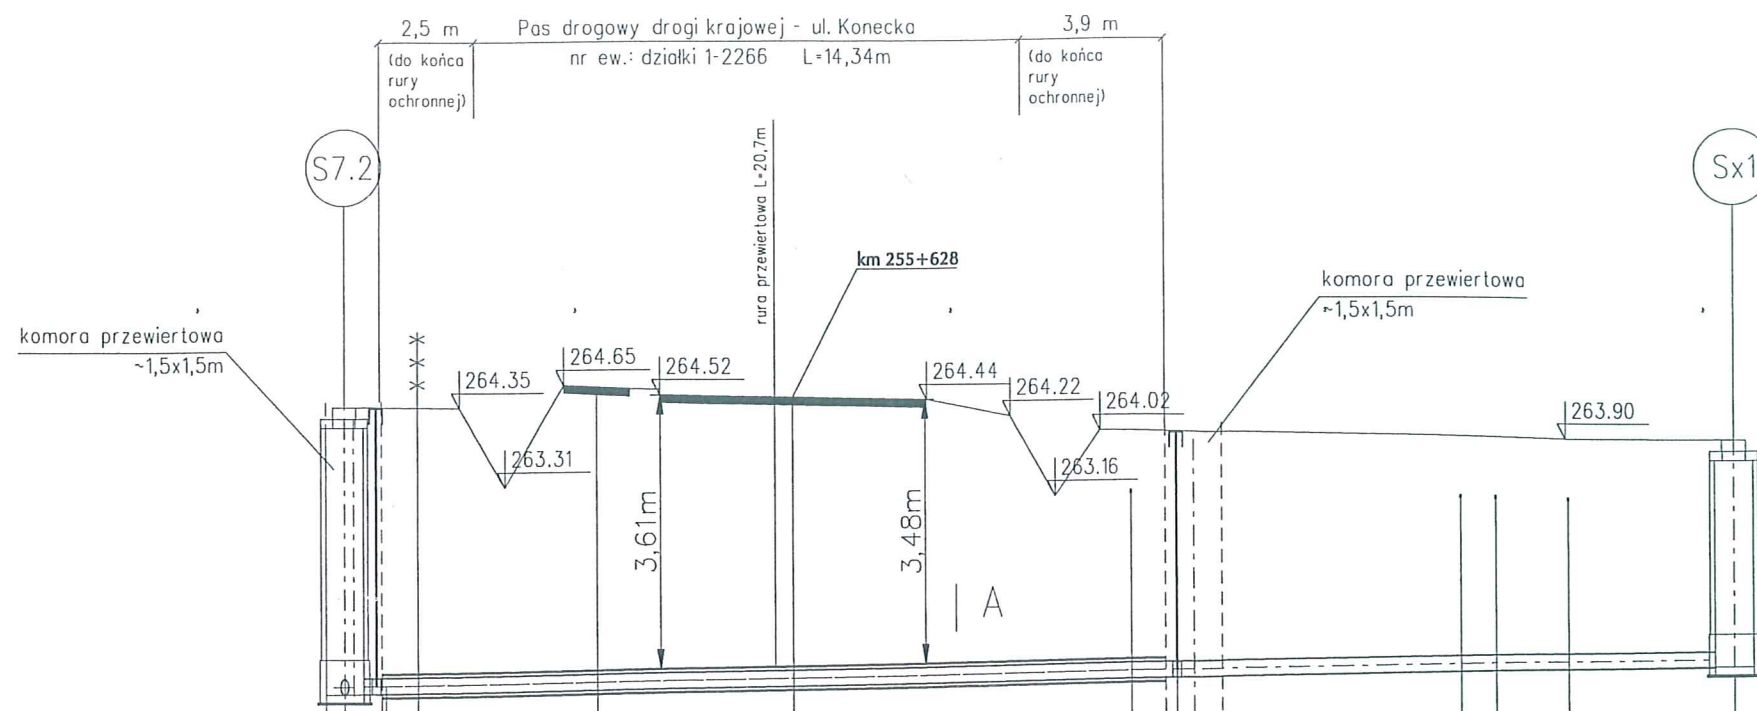 2,5 m
Pas drogowy drogi krajowej - ul. Konecka
3,9 m
(do końca
rury
ochronnej)
nr ew.: działki 1-2266 L=14,34m
(do końca
rury
ochronnej)
S7.2
Sx1
rura przewiertowa L=20,7m
km 255+628
komora przewiertowa
~1,5x1,5m
komora przewiertowa
~1,5x1,5m
264.35
264.65
264.52
264.44
264.22
264.02
263.90
263.31
263.16
3,61m
3,48m
A